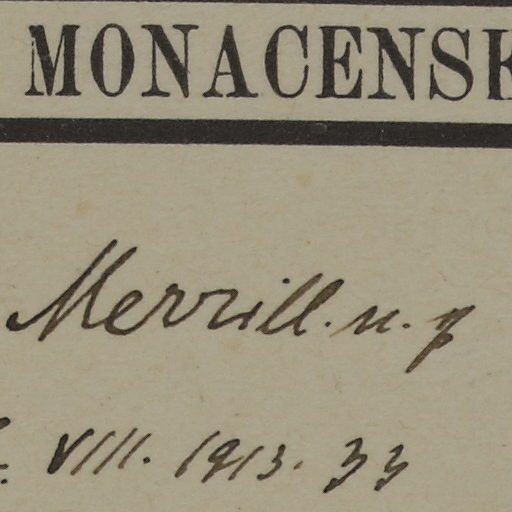 MONACENSE
Merrill. n. g
VIII. 1913. 33